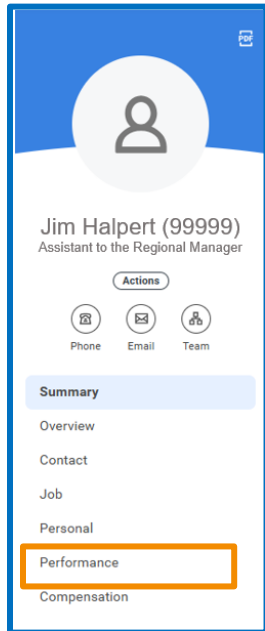 PDF
Jim Halpert (99999)
Assistant to the Regional Manager
Actions
Phone Email Team
Summary
Overview
Contact
Job
Personal
Performance
Compensation